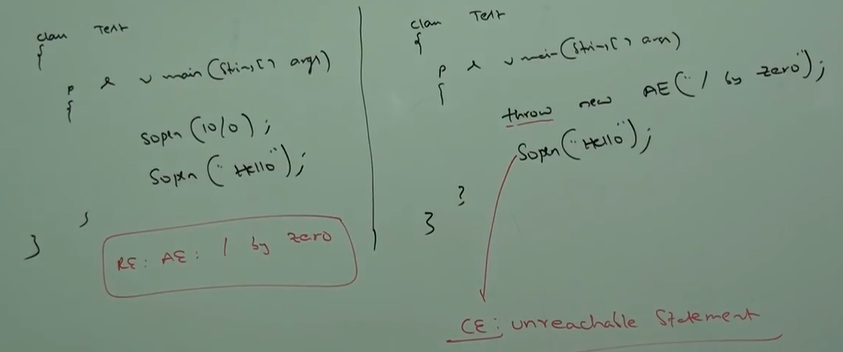 class Test
{
p s v main(String[] args)
{
sopln(10/0);
sopln("Hello");
}
}
RE: AE: / by zero
class Test
{
p s v main(String[] args)
{
throw new AE("/ by zero");
sopln("Hello");
}
}
CE: unreachable statement